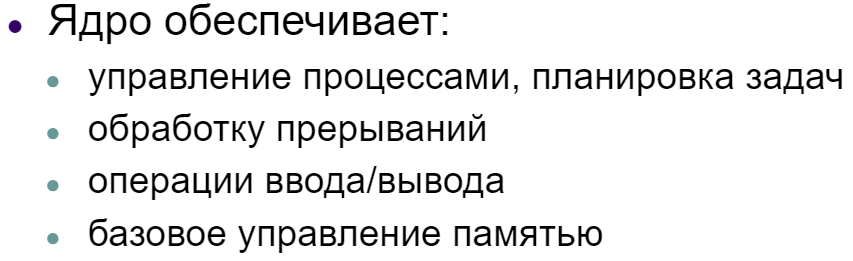 Ядро обеспечивает:
управление процессами, планировка задач
обработку прерываний
операции ввода/вывода
базовое управление памятью